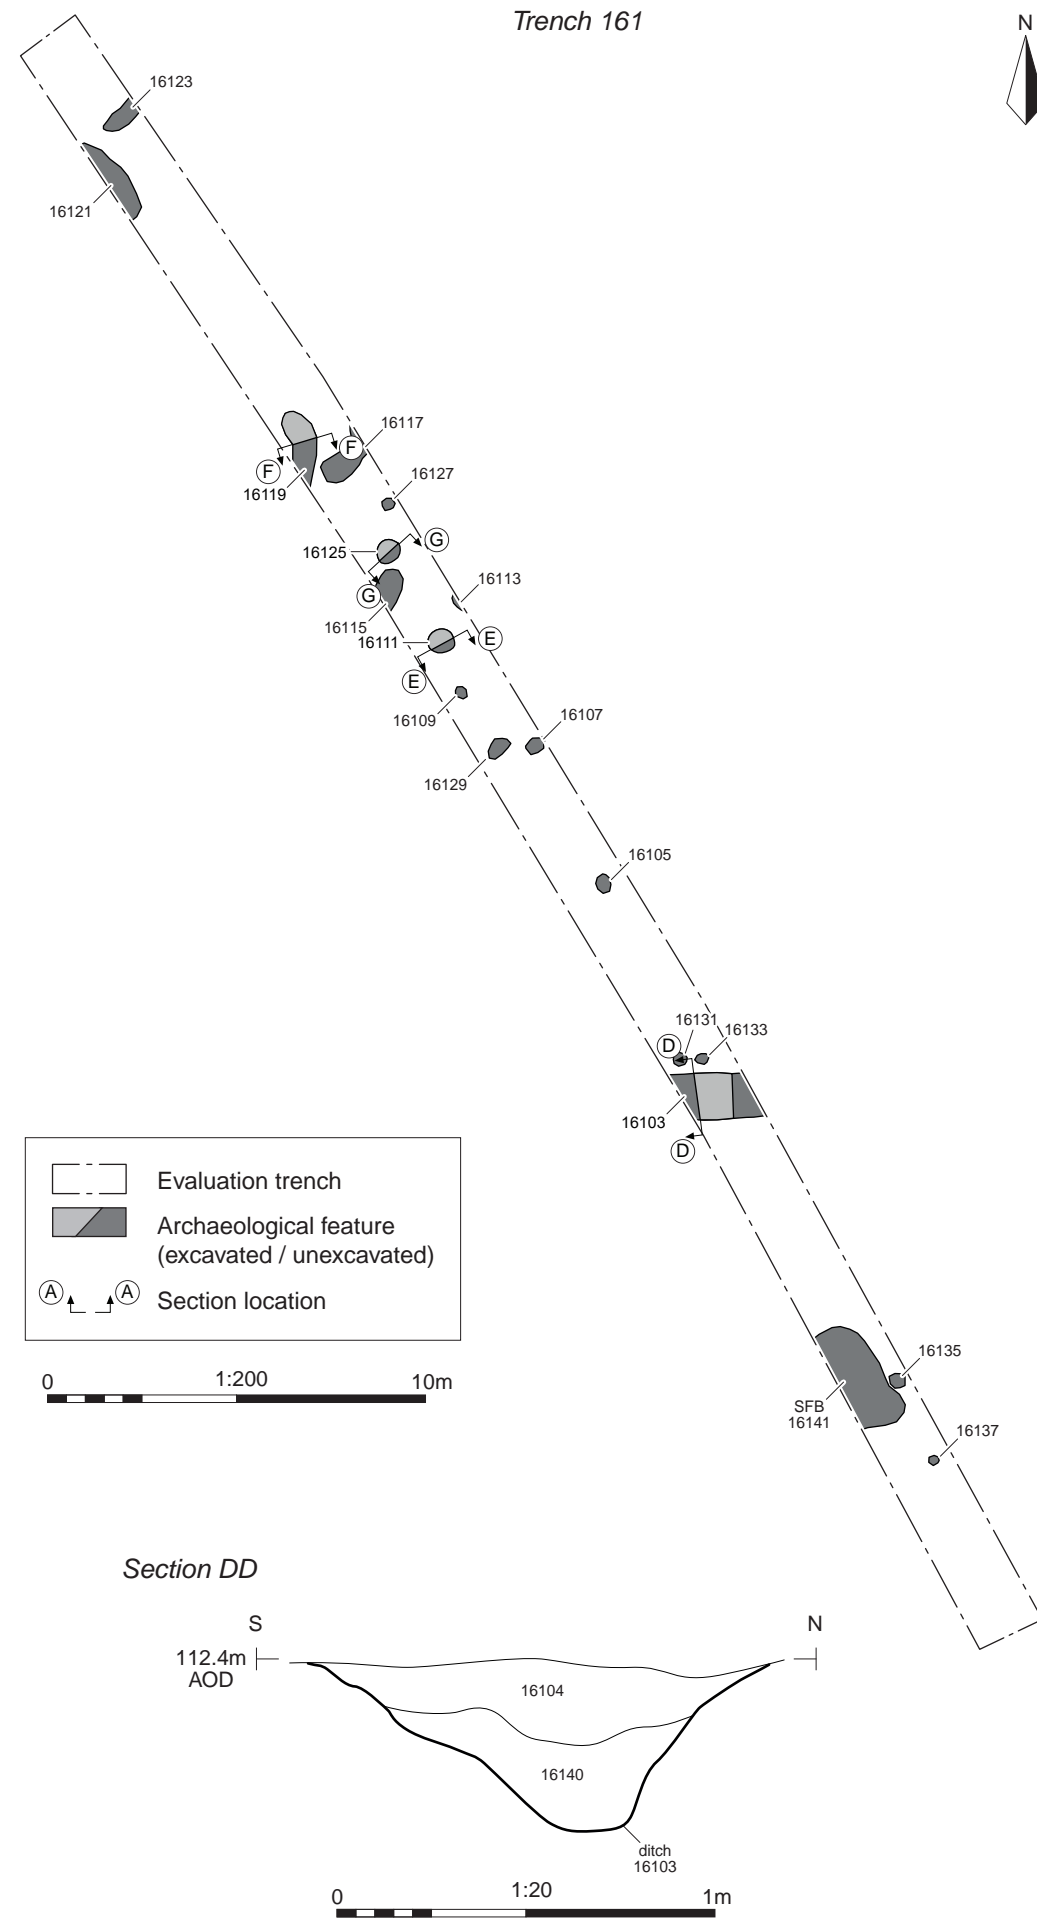 Trench 161
N
16123
16121
16117
F
F
16127
16119
G
16125
16113
G
16115
16111
E
E
16109
16107
16129
16105
16131
D
16133
16103
D
Evaluation trench
Archaeological feature
(excavated / unexcavated)
A A
Section location
0 1:200 10m
16135
SFB
16141
16137
Section DD
S N
112.4m
AOD
16104
16140
ditch
16103
0 1:20 1m